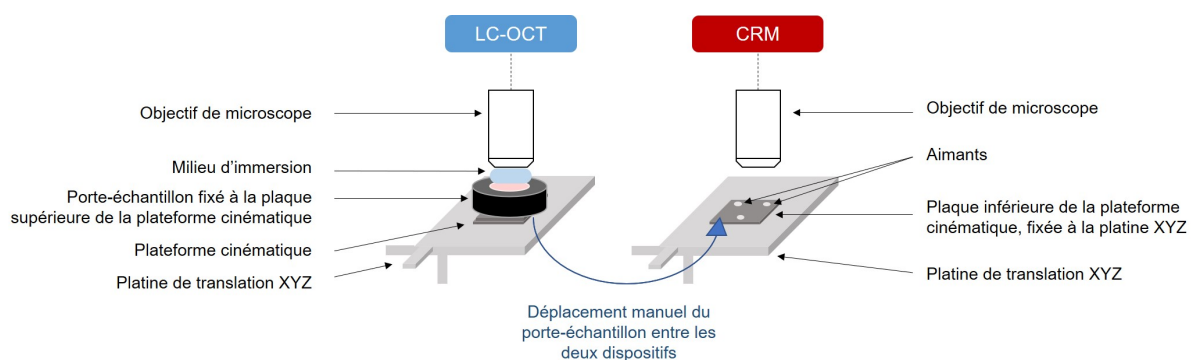 LC-OCT
CRM
Objectif de microscope
Milieu d’immersion
Porte-échantillon fixé à la plaque
supérieure de la plateforme cinématique
Plateforme cinématique
Platine de translation XYZ
Objectif de microscope
Aimants
Plaque inférieure de la plateforme
cinématique, fixée à la platine XYZ
Platine de translation XYZ
Déplacement manuel du
porte-échantillon entre les
deux dispositifs